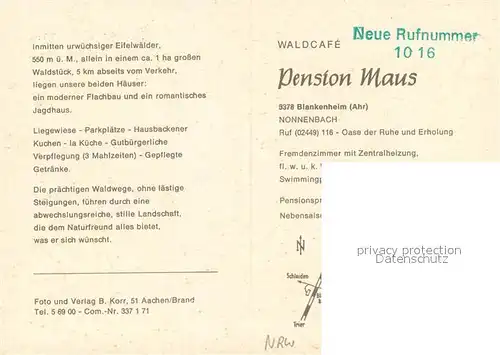 inmitten urwüchsiger Eifelwälder,
550 m ü. M., allein in einem ca. 1 ha großen
Waldstück, 5 km abseits vom Verkehr,
liegen unsere beiden Häuser:
ein moderner Flachbau und ein romantisches
Jagdhaus.
Liegewiese - Parkplätze - Hausbackener
Kuchen - la Küche - Gutbürgerliche
Verpflegung (3 Mahlzeiten) - Gepflegte
Getränke.
Die prächtigen Waldwege, ohne lästige
Steigungen, führen durch eine
abwechslungsreiche, stille Landschaft,
die dem Naturfreund alles bietet,
was er sich wünscht.
Foto und Verlag B. Korr, 51 Aachen/Brand
Tel. 5 69 00 - Com.-Nr. 337 1 71
Neue Rufnummer
10 16
WALDCAFÉ
Pension Maus
5378 Blankenheim (Ahr)
NONNENBACH
Ruf (02449) 116 - Oase der Ruhe und Erholung
Fremdenzimmer mit Zentralheizung,
fl. w. u. k.
Swimmingp
Pensionspr
Nebensaiso
N
Schleiden
Trier
privacy protection
Datenschutz
NRW